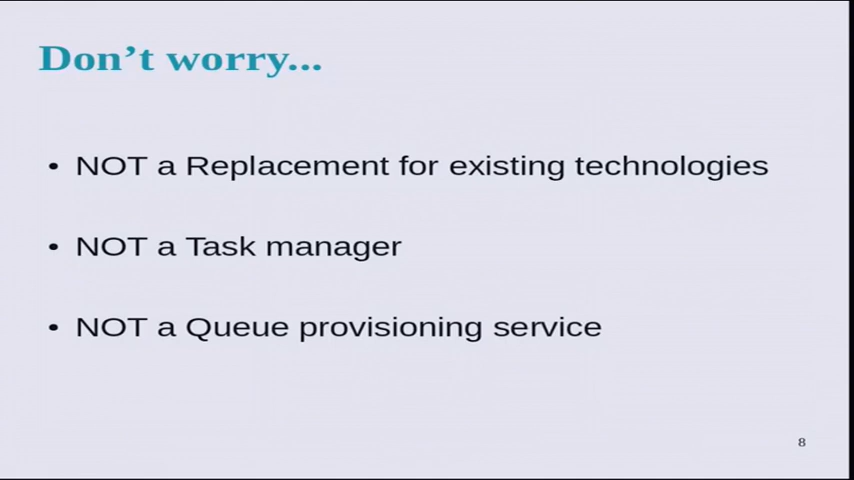 Don’t worry...
• NOT a Replacement for existing technologies
• NOT a Task manager
• NOT a Queue provisioning service
8